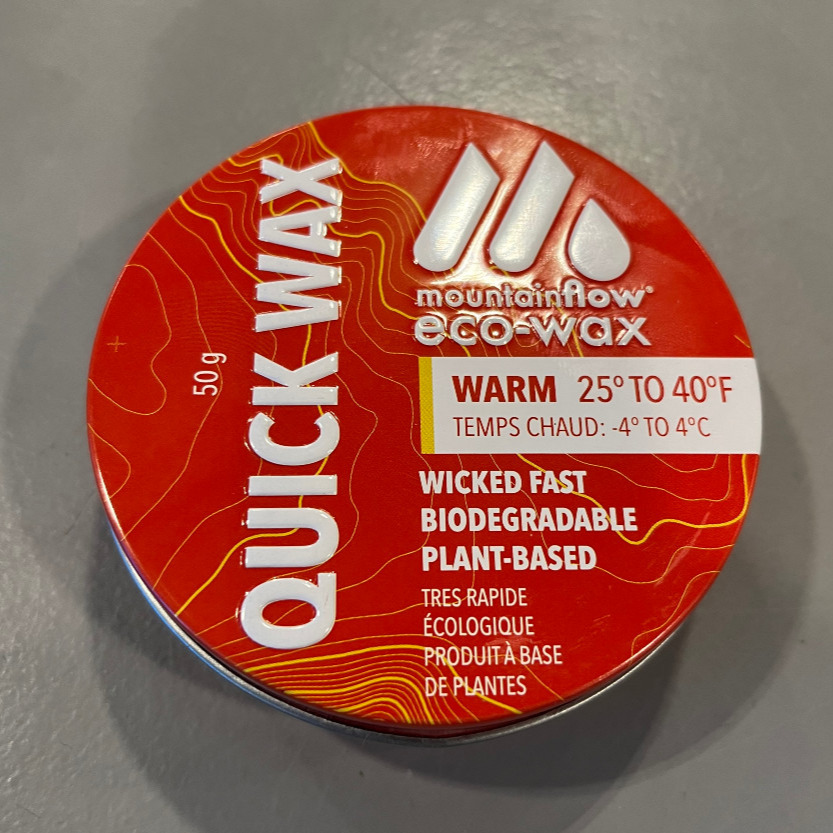 QUICK WAX
50 g
mountainflow®
eco-wax
WARM 25° TO 40°F
TEMPS CHAUD: -4° TO 4°C
WICKED FAST
BIODEGRADABLE
PLANT-BASED
TRES RAPIDE
ÉCOLOGIQUE
PRODUIT À BASE
DE PLANTES